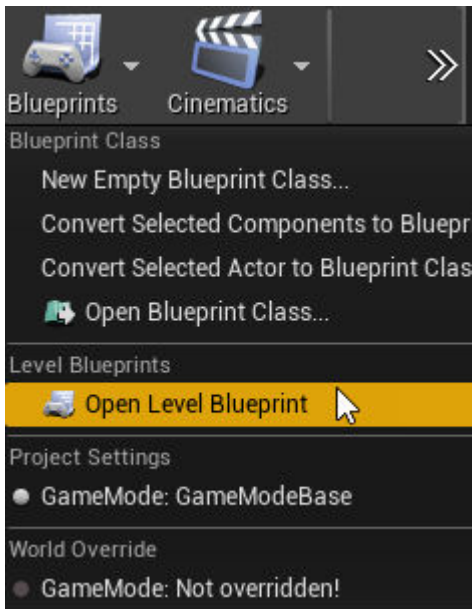 Blueprints Cinematics
Blueprint Class
New Empty Blueprint Class...
Convert Selected Components to Bluepr
Convert Selected Actor to Blueprint Clas
Open Blueprint Class...
Level Blueprints
Open Level Blueprint
Project Settings
GameMode: GameModeBase
World Override
GameMode: Not overridden!